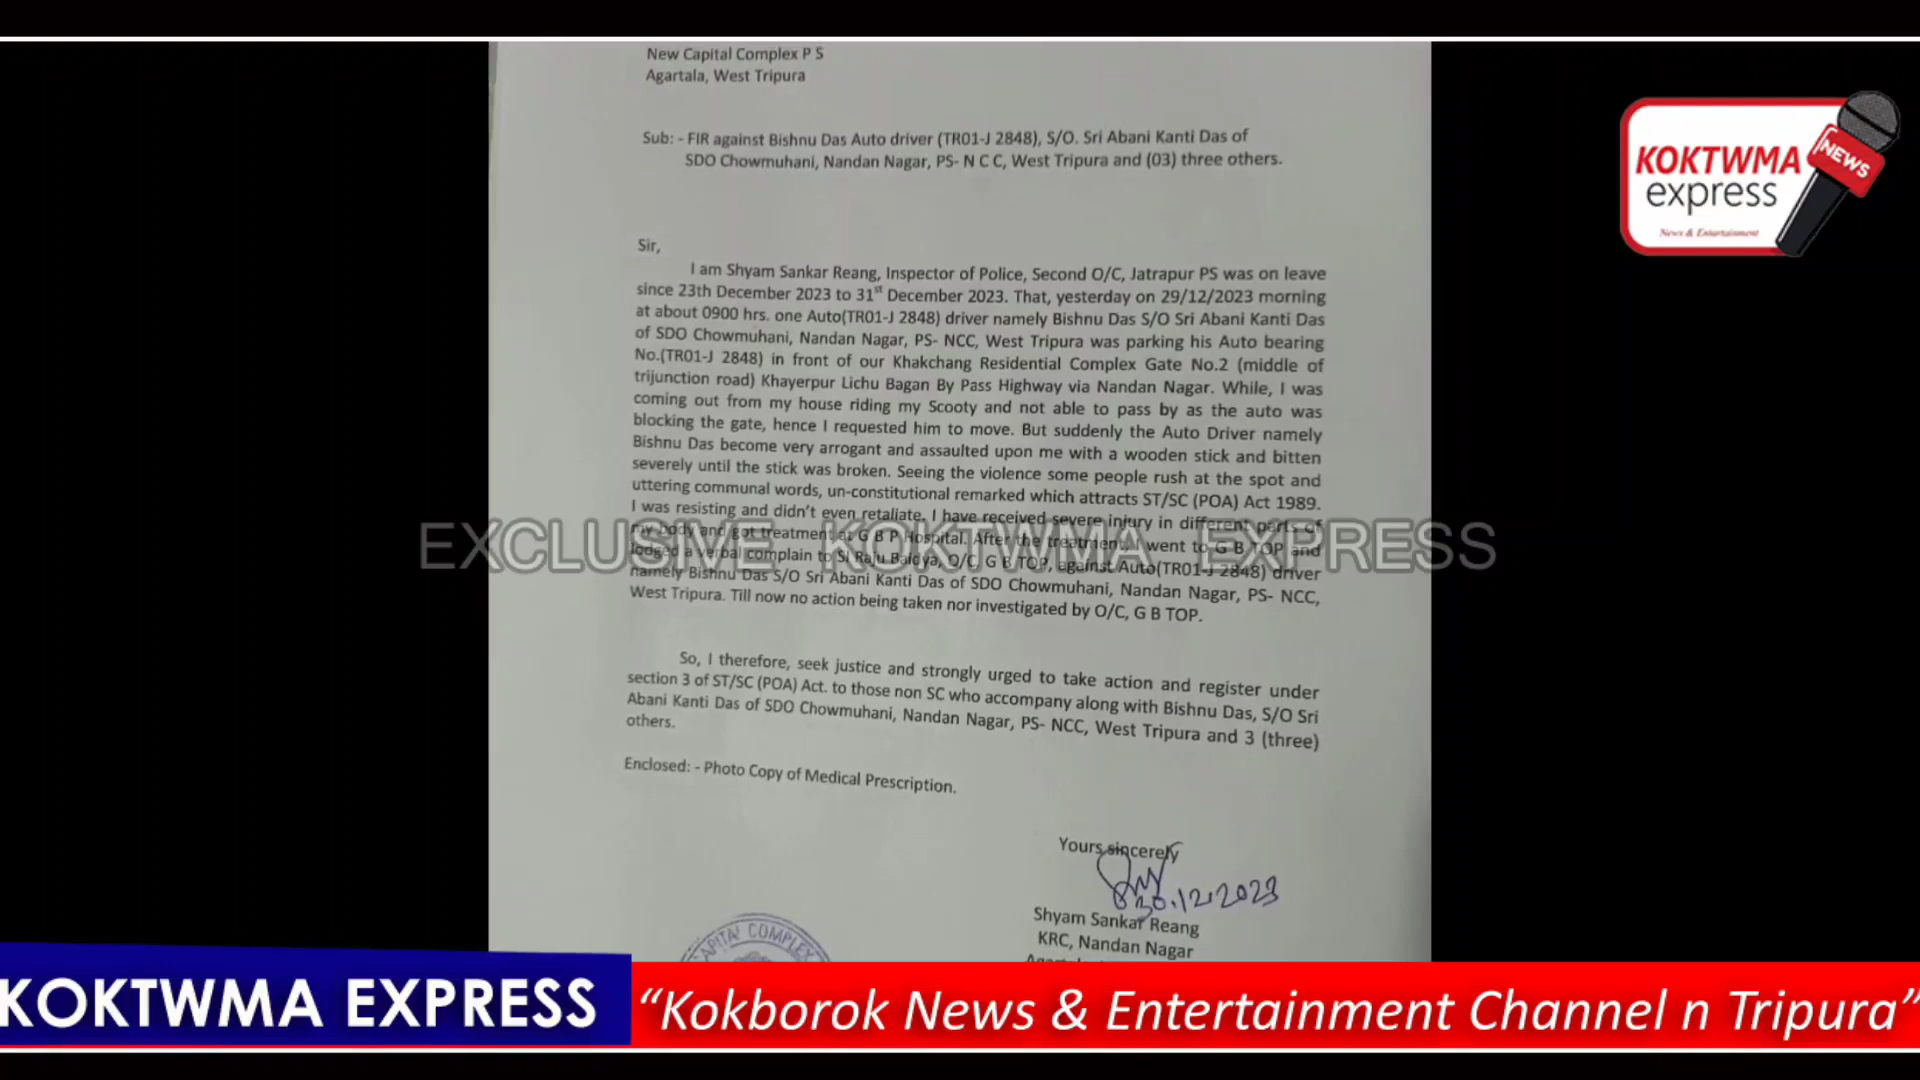 New Capital Complex P S
Agartala, West Tripura
Sub: - FIR against Bishnu Das Auto driver (TR01-J 2848), S/O. Sri Abani Kanti Das of
SDO Chowmuhani, Nandan Nagar, PS- N C C, West Tripura and (03) three others.
KOKTWMA
NEWS
express
News & Entertainment
Sir,
I am Shyam Sankar Reang, Inspector of Police, Second O/C, Jatrapur PS was on leave
since 23th December 2023 to 31st December 2023. That, yesterday on 29/12/2023 morning
at about 0900 hrs. one Auto(TR01-J 2848) driver namely Bishnu Das S/O Sri Abani Kanti Das
of SDO Chowmuhani, Nandan Nagar, PS- NCC, West Tripura was parking his Auto bearing
No.(TR01-J 2848) in front of our Khakchang Residential Complex Gate No.2 (middle of
trijunction road) Khayerpur Lichu Bagan By Pass Highway via Nandan Nagar. While, I was
coming out from my house riding my Scooty and not able to pass by as the auto was
blocking the gate, hence I requested him to move. But suddenly the Auto Driver namely
Bishnu Das become very arrogant and assaulted upon me with a wooden stick and bitten
severely until the stick was broken. Seeing the violence some people rush at the spot and
uttering communal words, un-constitutional remarked which attracts ST/SC (POA) Act 1989.
I was resisting and didn't even retaliate. I have received severe injury in different parts of
my body and got treatment at G B P Hospital. After the treatment, I went to G B TOP and
lodged a verbal complain to SI Raju Baidya, O/C, G B TOP, against Auto(TR01-J 2848) driver
namely Bishnu Das S/O Sri Abani Kanti Das of SDO Chowmuhani, Nandan Nagar, PS- NCC,
West Tripura. Till now no action being taken nor investigated by O/C, G B TOP.
EXCLUSIVE KOKTWMA EXPRESS
So, I therefore, seek justice and strongly urged to take action and register under
section 3 of ST/SC (POA) Act. to those non SC who accompany along with Bishnu Das, S/O Sri
Abani Kanti Das of SDO Chowmuhani, Nandan Nagar, PS- NCC, West Tripura and 3 (three)
others.
Enclosed: - Photo Copy of Medical Prescription.
Yours sincerely
30.12.2023
Shyam Sankar Reang
KRC, Nandan Nagar
CAPITAL COMPLEX
KOKTWMA EXPRESS
“Kokborok News & Entertainment Channel n Tripura”